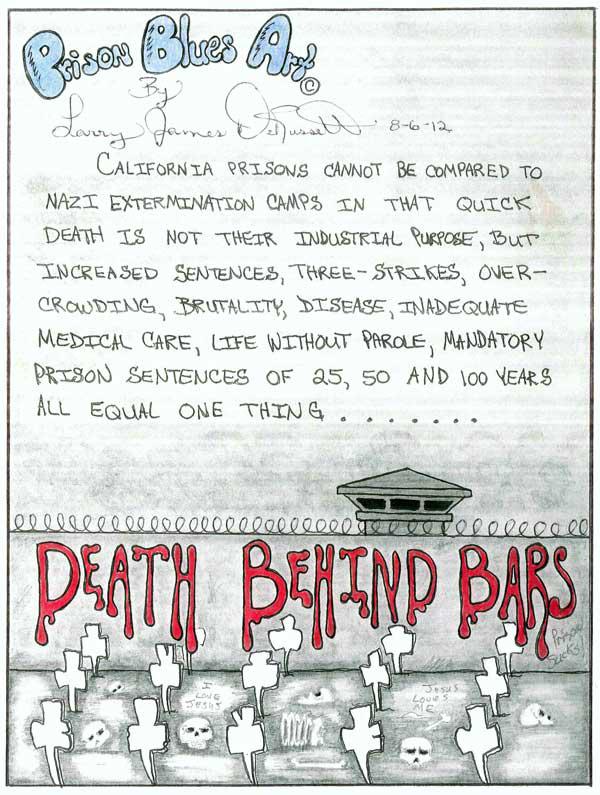 Prison Blues Art ©
By
Larry James DeRussell 8-6-12
CALIFORNIA PRISONS CANNOT BE COMPARED TO
NAZI EXTERMINATION CAMPS IN THAT QUICK
DEATH IS NOT THEIR INDUSTRIAL PURPOSE, BUT
INCREASED SENTENCES, THREE-STRIKES, OVER-
CROWDING, BRUTALITY, DISEASE, INADEQUATE
MEDICAL CARE, LIFE WITHOUT PAROLE, MANDATORY
PRISON SENTENCES OF 25, 50 AND 100 YEARS
ALL EQUAL ONE THING . . . . . . . .
DEATH BEHIND BARS
Prison
Sucks!
I
LOVE
JESUS
JESUS
LOVES
ME